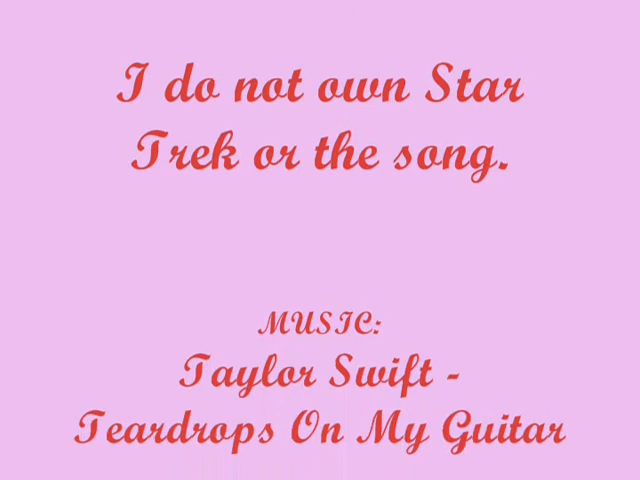 I do not own Star
Trek or the song.
MUSIC:
Taylor Swift -
Teardrops On My Guitar